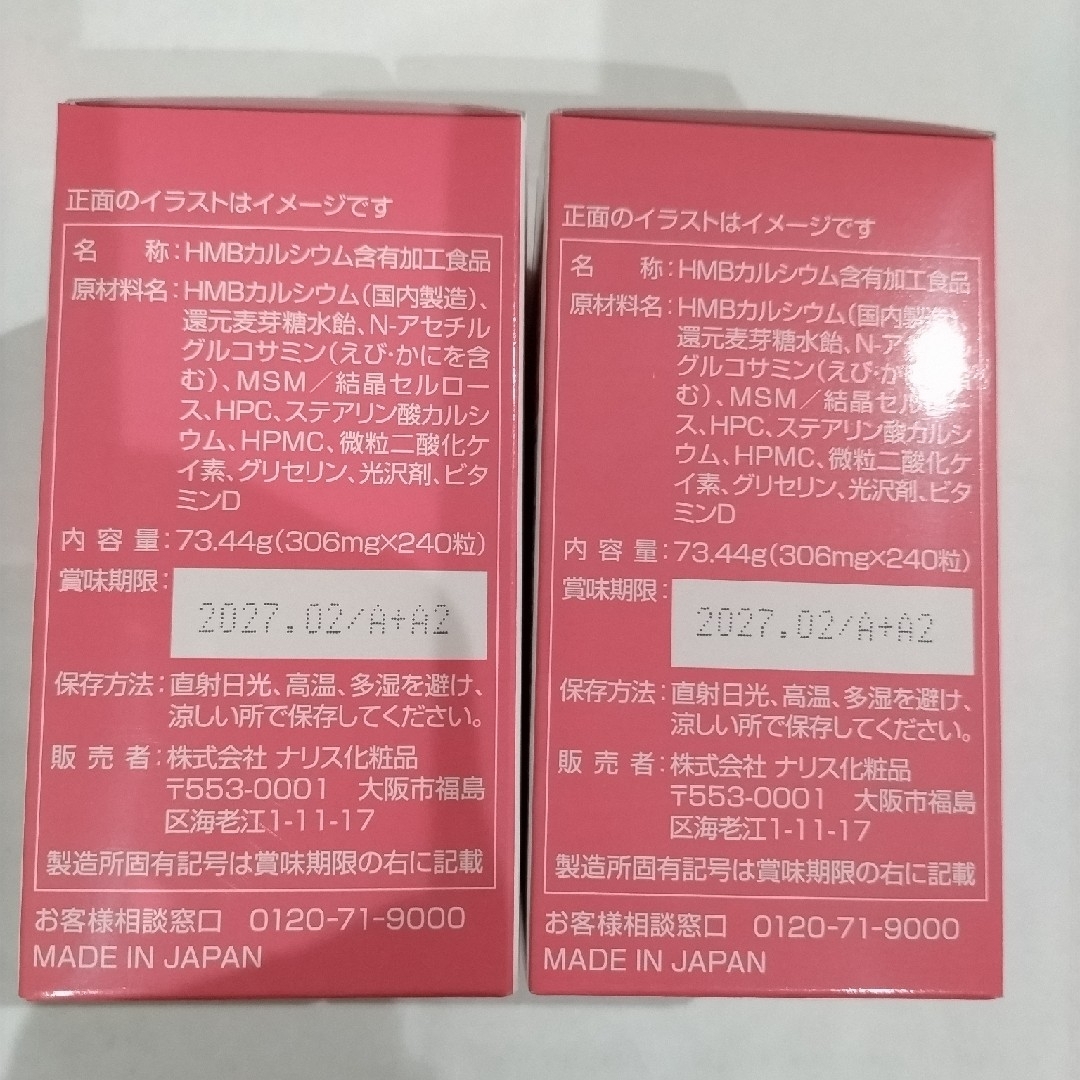 正面のイラストはイメージです
名　称：HMBカルシウム含有加工食品
原材料名：HMBカルシウム（国内製造）、
還元麦芽糖水飴、N-アセチル
グルコサミン（えび・かにを含
む）、MSM／結晶セルロー
ス、HPC、ステアリン酸カルシ
ウム、HPMC、微粒二酸化ケ
イ素、グリセリン、光沢剤、ビタ
ミンD
内容量：73.44g（306mg×240粒）
賞味期限：
2027.02/A+A2
保存方法：直射日光、高温、多湿を避け、
涼しい所で保存してください。
販売者：株式会社 ナリス化粧品
〒553-0001　大阪市福島
区海老江1-11-17
製造所固有記号は賞味期限の右に記載
お客様相談窓口　0120-71-9000
MADE IN JAPAN
正面のイラストはイメージです
名　称：HMBカルシウム含有加工食品
原材料名：HMBカルシウム（国内製
還元麦芽糖水飴、N-ア
グルコサミン（えび・か
む）、MSM／結晶セル
ス、HPC、ステアリン酸カルシ
ウム、HPMC、微粒二酸化ケ
イ素、グリセリン、光沢剤、ビタ
ミンD
内容量：73.44g（306mg×240粒）
賞味期限：
2027.02/A+A2
保存方法：直射日光、高温、多湿を避け、
涼しい所で保存してください。
販売者：株式会社 ナリス化粧品
〒553-0001　大阪市福島
区海老江1-11-17
製造所固有記号は賞味期限の右に記載
お客様相談窓口　0120-71-9000
MADE IN JAPAN